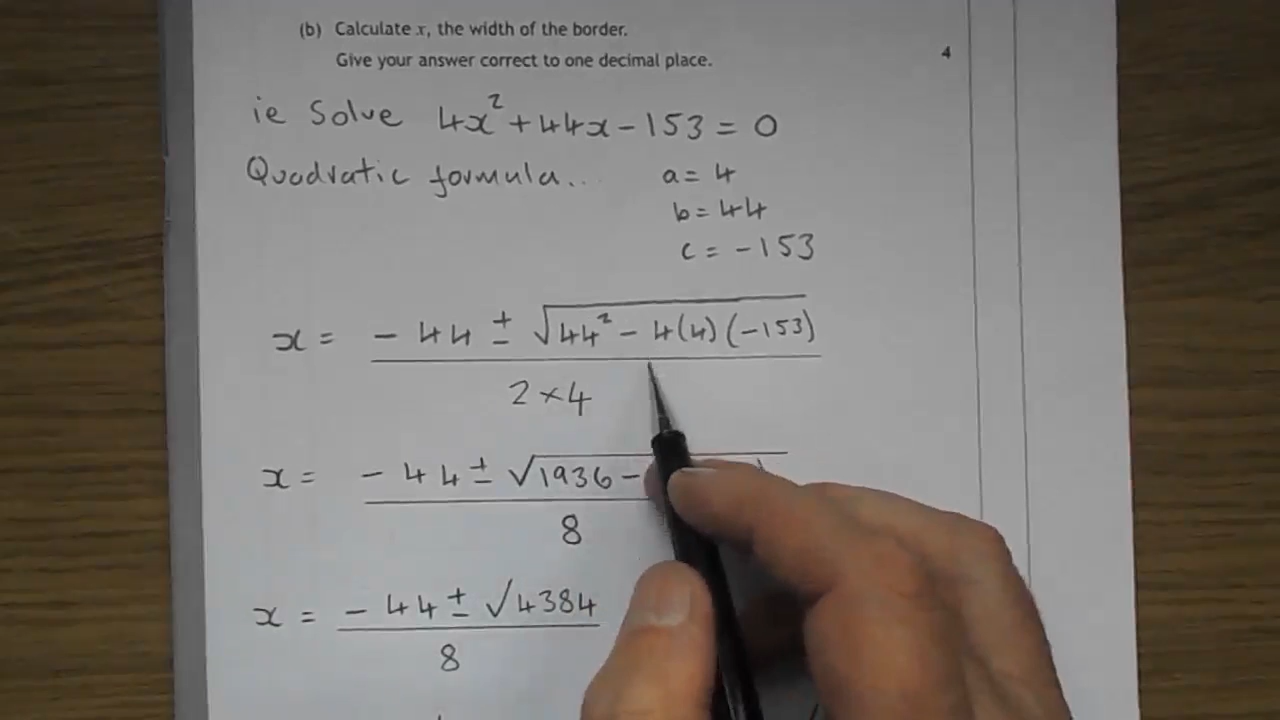 (b) Calculate x, the width of the border.
Give your answer correct to one decimal place.
4
ie Solve 4x² + 44x - 153 = 0
Quadratic formula...
a = 4
b = 44
c = -153
x = - 44 ± √44² - 4(4)(-153)
2 × 4
x = - 44 ± √1936 -
8
x = - 44 ± √4384
8